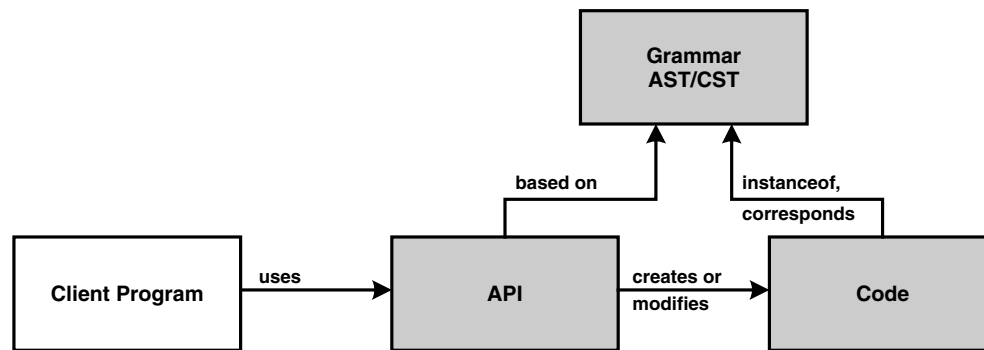 Grammar
AST/CST
based on
instanceof,
corresponds
Client Program
uses
API
creates or
modifies
Code